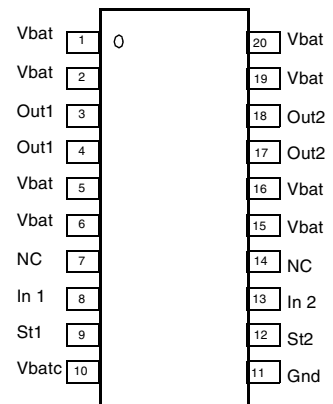 Vbat 1 20 Vbat
Vbat 2 19 Vbat
Out1 3 18 Out2
Out1 4 17 Out2
Vbat 5 16 Vbat
Vbat 6 15 Vbat
NC 7 14 NC
In 1 8 13 In 2
St1 9 12 St2
Vbatc 10 11 Gnd